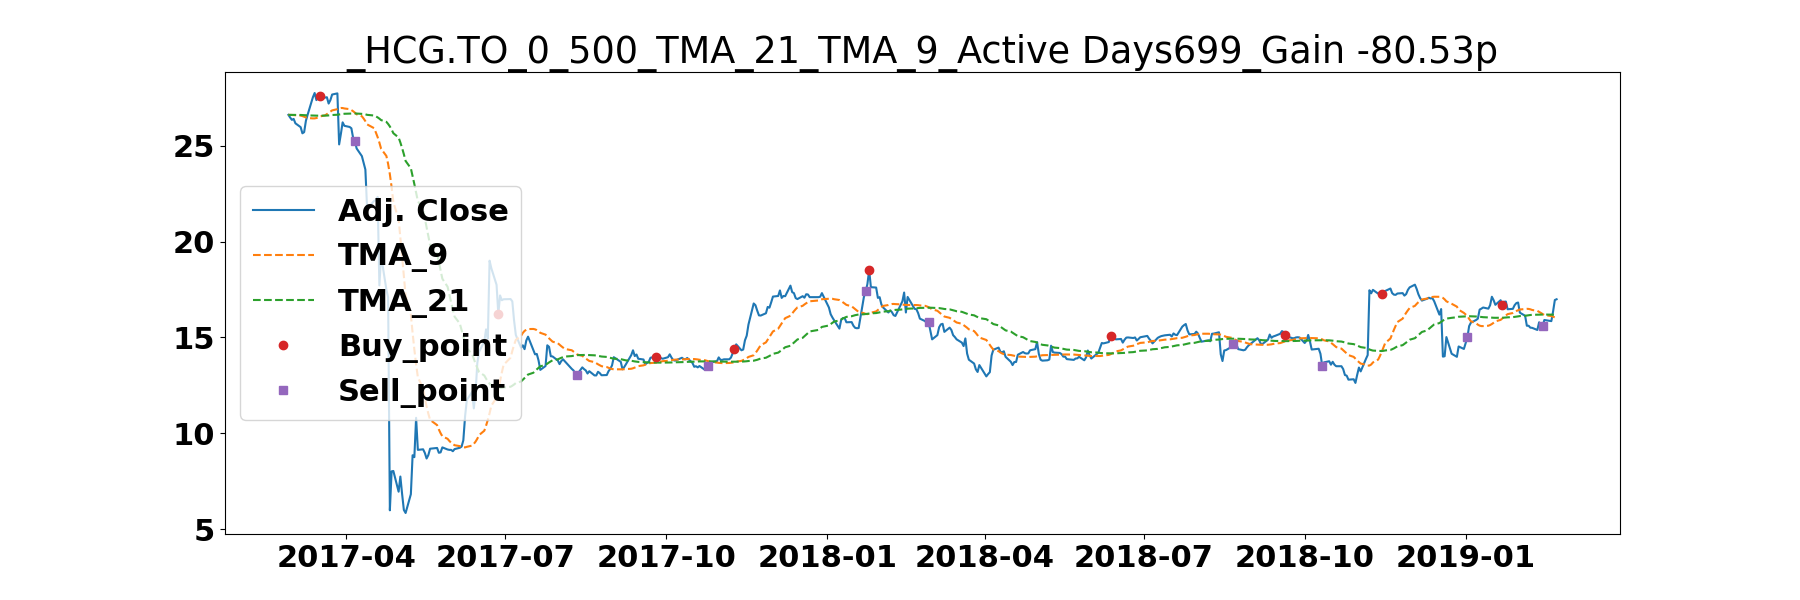 _HCG.TO_0_500_TMA_21_TMA_9_Active Days699_Gain -80.53p
25
20
15
10
5
Adj. Close
TMA_9
TMA_21
Buy_point
Sell_point
2017-04 2017-07 2017-10 2018-01 2018-04 2018-07 2018-10 2019-01